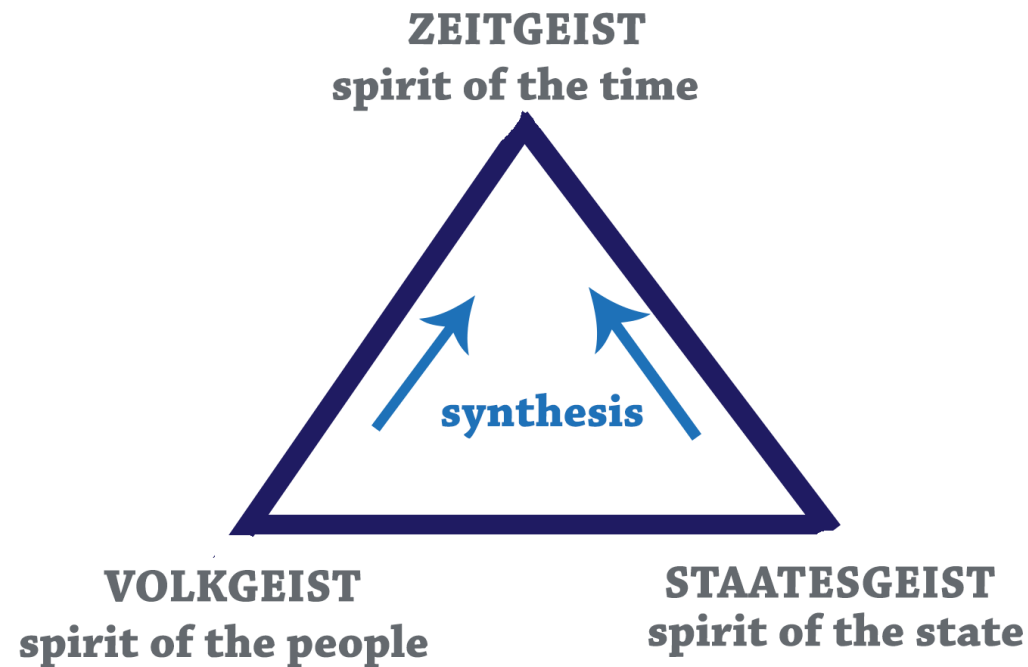 ZEITGEIST
spirit of the time
synthesis
VOLKGEIST
spirit of the people
STAATESGEIST
spirit of the state